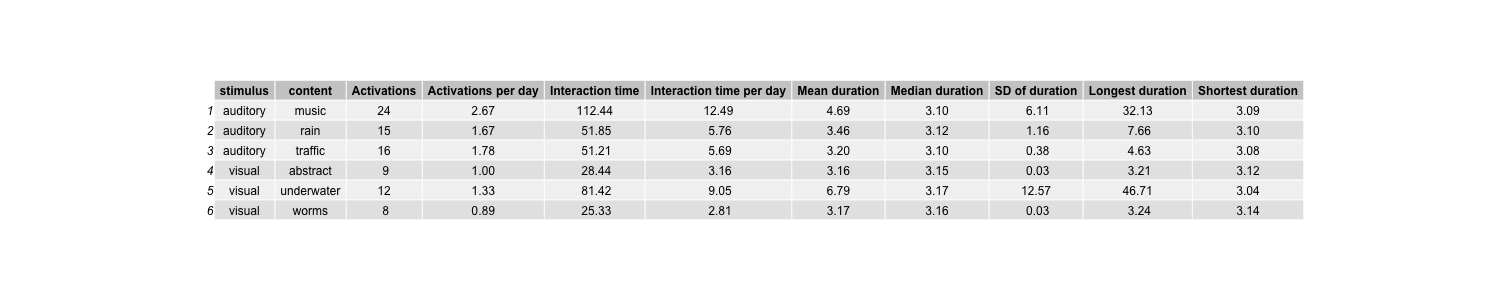 stimulus content Activations Activations per day Interaction time Interaction time per day Mean duration Median duration SD of duration Longest duration Shortest duration
1 auditory music 24 2.67 112.44 12.49 4.69 3.10 6.11 32.13 3.09
2 auditory rain 15 1.67 51.85 5.76 3.46 3.12 1.16 7.66 3.10
3 auditory traffic 16 1.78 51.21 5.69 3.20 3.10 0.38 4.63 3.08
4 visual abstract 9 1.00 28.44 3.16 3.16 3.15 0.03 3.21 3.12
5 visual underwater 12 1.33 81.42 9.05 6.79 3.17 12.57 46.71 3.04
6 visual worms 8 0.89 25.33 2.81 3.17 3.16 0.03 3.24 3.14